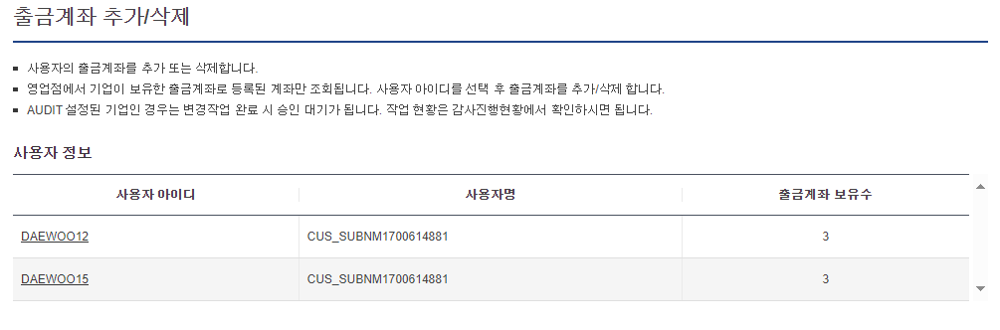 출금계좌 추가/삭제
사용자의 출금계좌를 추가 또는 삭제합니다.
영업점에서 기업이 보유한 출금계좌로 등록된 계좌만 조회됩니다. 사용자 아이디를 선택 후 출금계좌를 추가/삭제 합니다.
AUDIT 설정된 기업인 경우는 변경작업 완료 시 승인 대기가 됩니다. 작업 현황은 감사진행현황에서 확인하시면 됩니다.
사용자 정보
사용자 아이디 사용자명 출금계좌 보유수
DAEWOO12 CUS_SUBNM1700614881 3
DAEWOO15 CUS_SUBNM1700614881 3